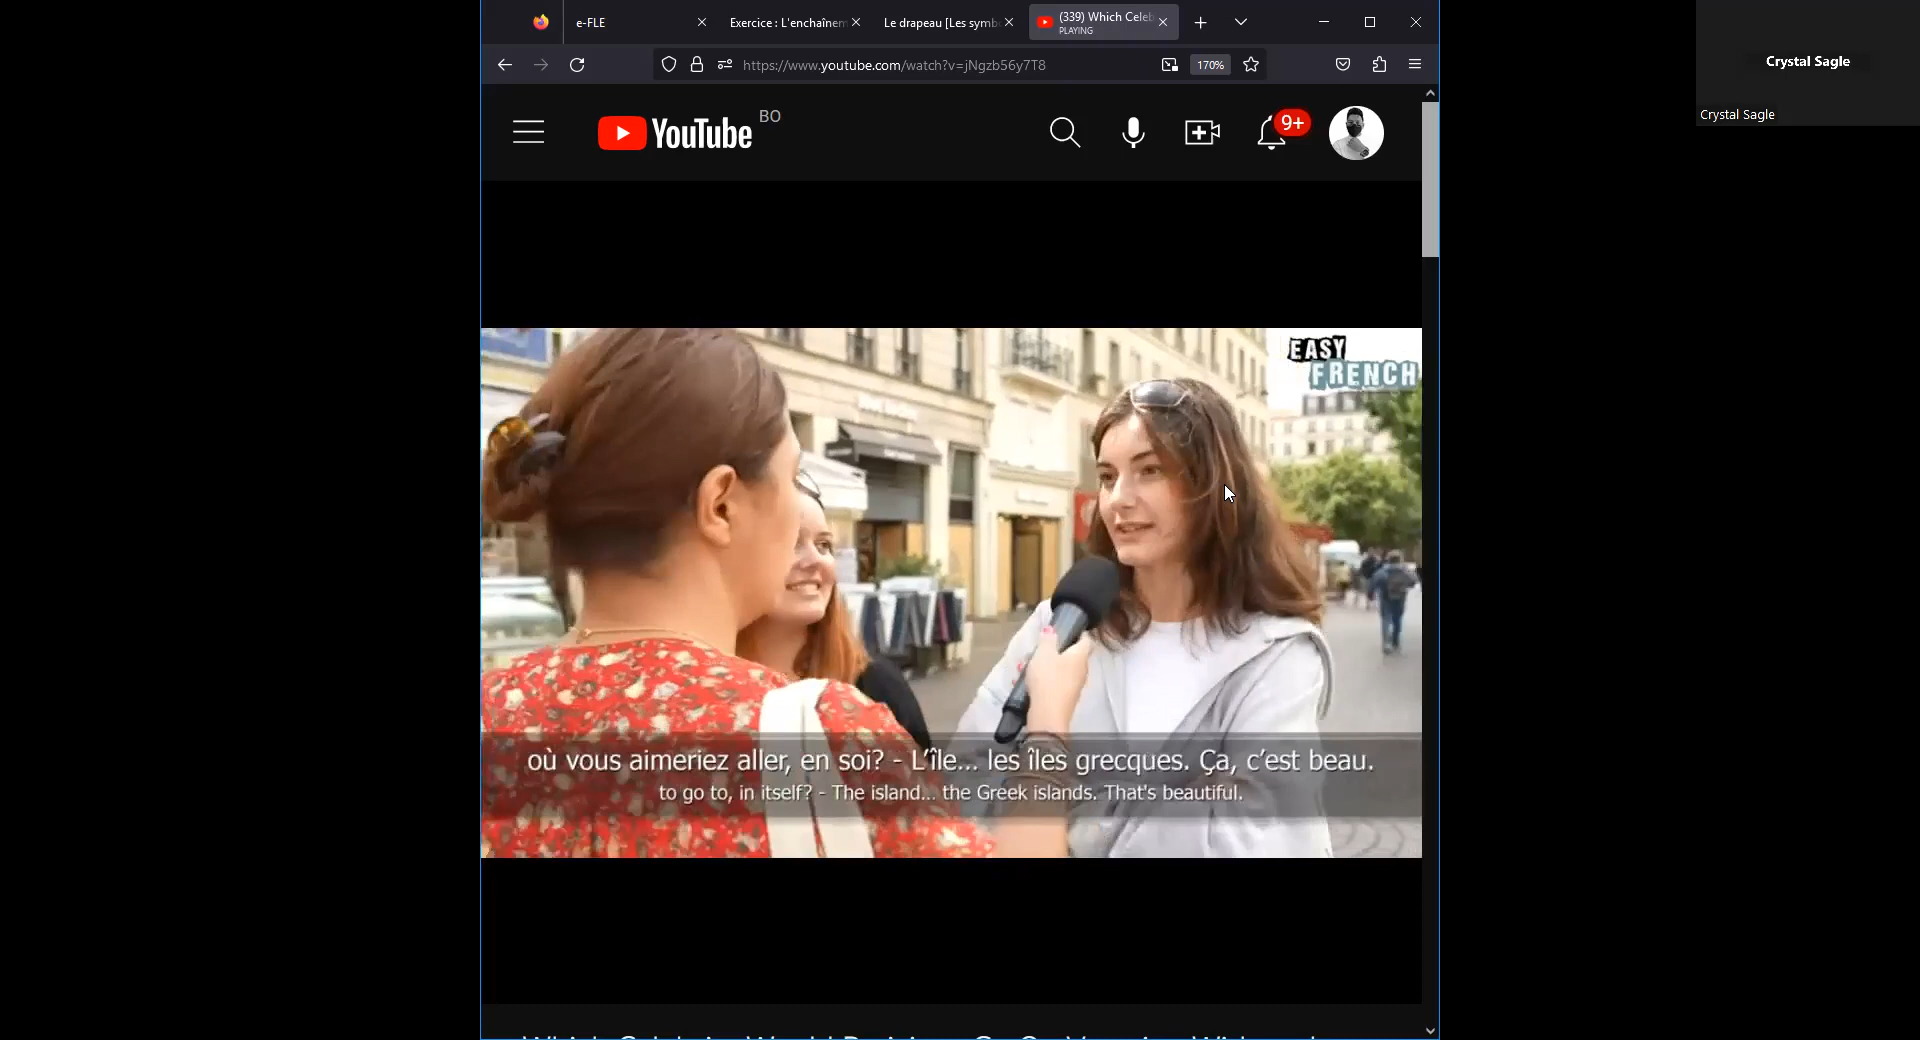 e-FLE
Exercice : L'enchaînem
Le drapeau [Les symb
(339) Which Celeb
PLAYING
https://www.youtube.com/watch?v=jNgzb56y7T8
170%
YouTube
BO
9+
Crystal Sagle
Crystal Sagle
EASY
FRENCH
où vous aimeriez aller, en soi? - L'île... les îles grecques. Ça, c'est beau.
to go to, in itself? - The island... the Greek islands. That's beautiful.